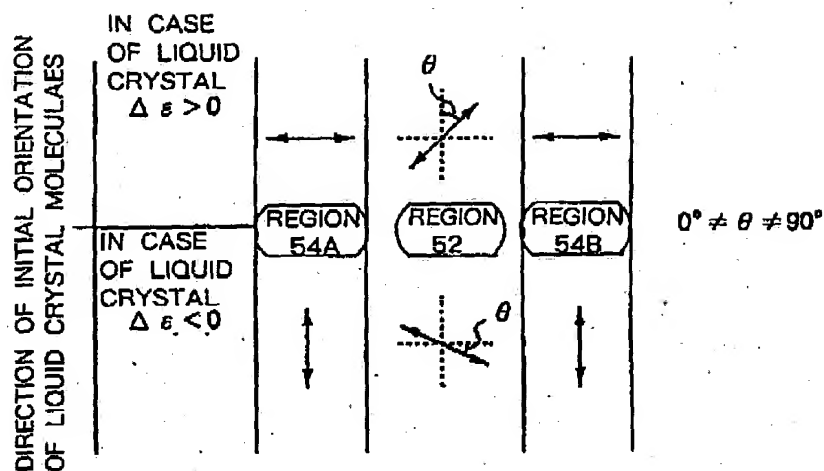 DIRECTION OF INITIAL ORIENTATION
OF LIQUID CRYSTAL MOLECULAES
IN CASE
OF LIQUID
CRYSTAL
Δ ε > 0
θ
REGION
54A
REGION
52
REGION
54B
0° ≠ θ ≠ 90°
IN CASE
OF LIQUID
CRYSTAL
Δ ε < 0
θ